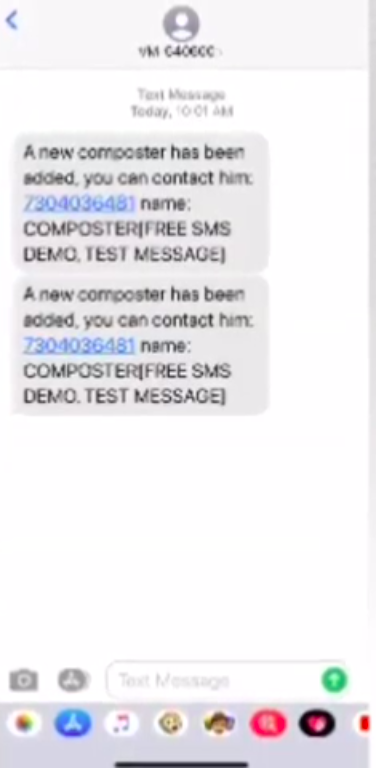 Text Message
Today, 10:01 AM
A new composter has been
added, you can contact him:
7304036481 name:
COMPOSTER[FREE SMS
DEMO, TEST MESSAGE]
A new composter has been
added, you can contact him:
7304036481 name:
COMPOSTER[FREE SMS
DEMO, TEST MESSAGE]
Text Message